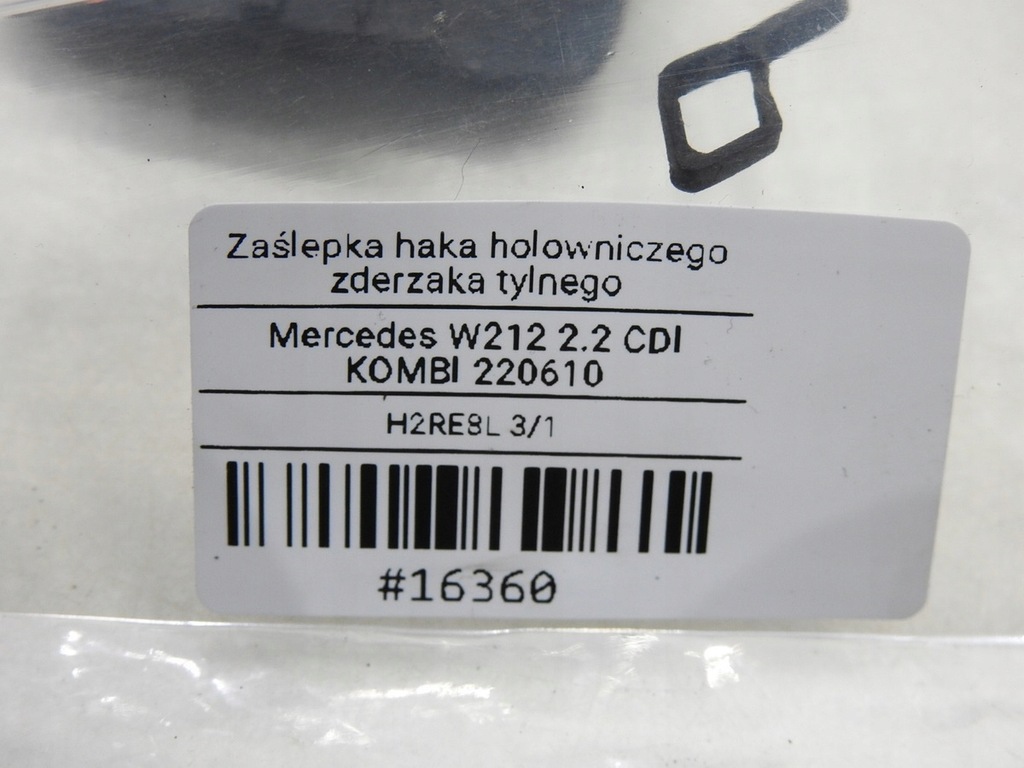 Zaślepka haka holowniczego
zderzaka tylnego
Mercedes W212 2.2 CDI
KOMBI 220610
H2RE8L 3/1
#16360